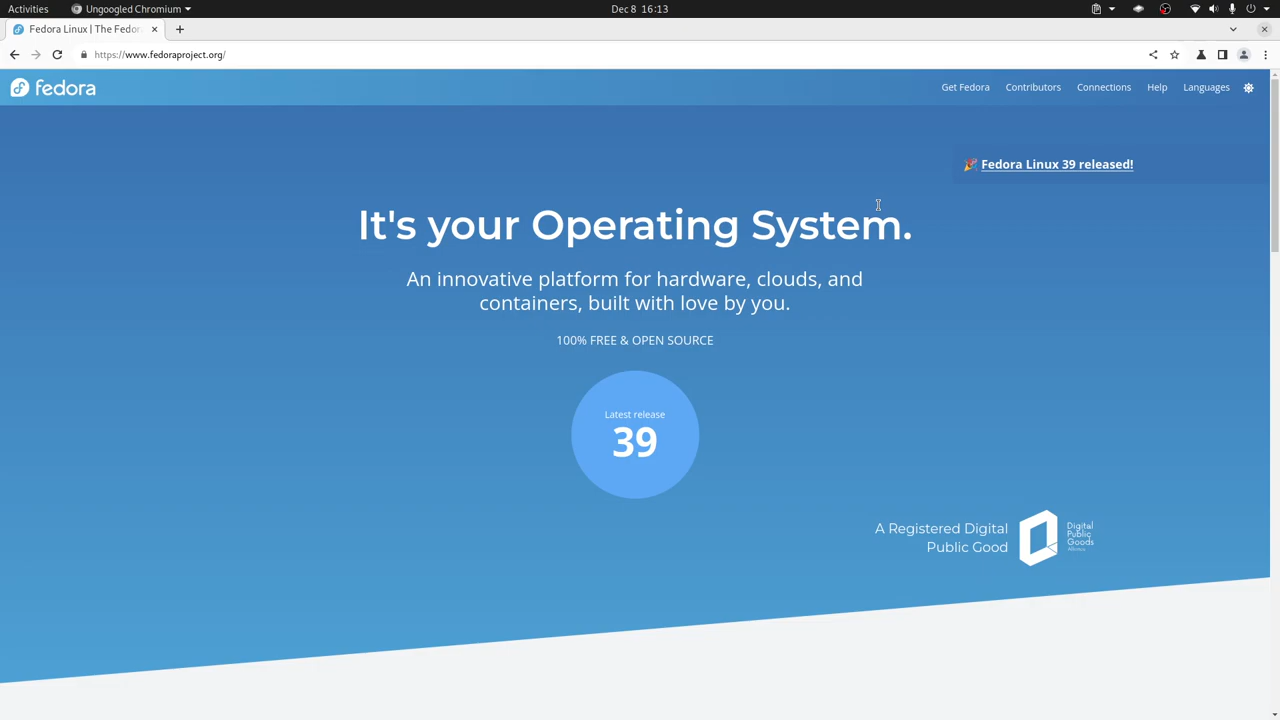 Activities
Ungoogled Chromium
Dec 8 16:13
Fedora Linux | The Fedor
https://www.fedoraproject.org/
fedora
Get Fedora
Contributors
Connections
Help
Languages
🎉 Fedora Linux 39 released!
It's your Operating System.
An innovative platform for hardware, clouds, and
containers, built with love by you.
100% FREE & OPEN SOURCE
Latest release
39
A Registered Digital
Public Good
Digital
Public
Goods
Alliance